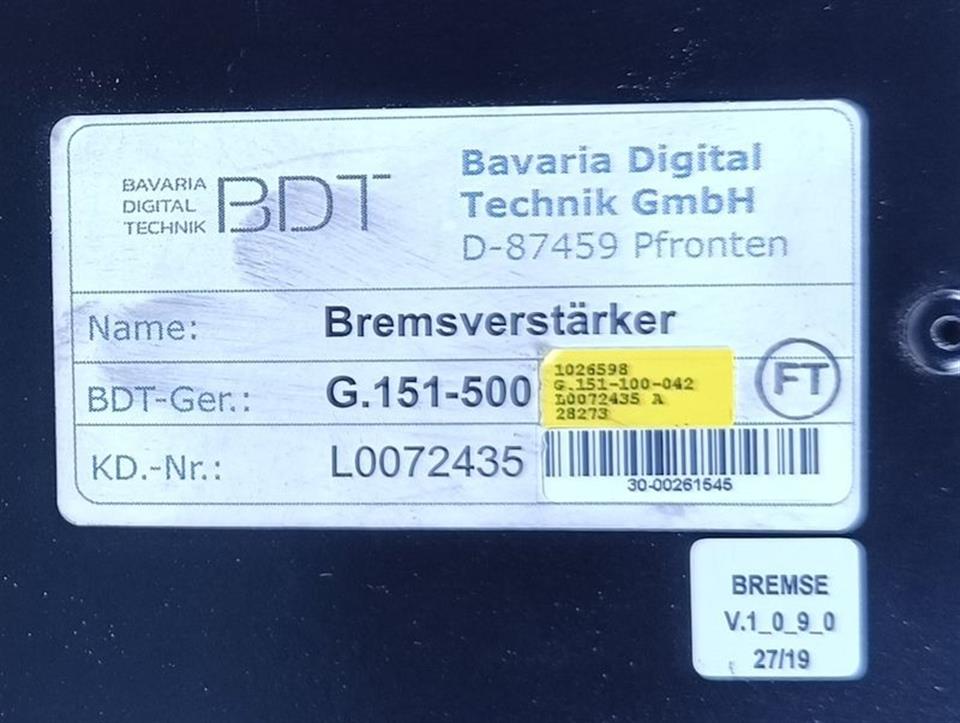 BAVARIA
DIGITAL
TECHNIK
BDT
Bavaria Digital
Technik GmbH
D-87459 Pfronten
Name: Bremsverstärker
BDT-Ger.: G.151-500
1026598
G.151-100-042
L0072435 A
28273
FT
KD.-Nr.: L0072435
30-00261545
BREMSE
V.1_0_9_0
27/19